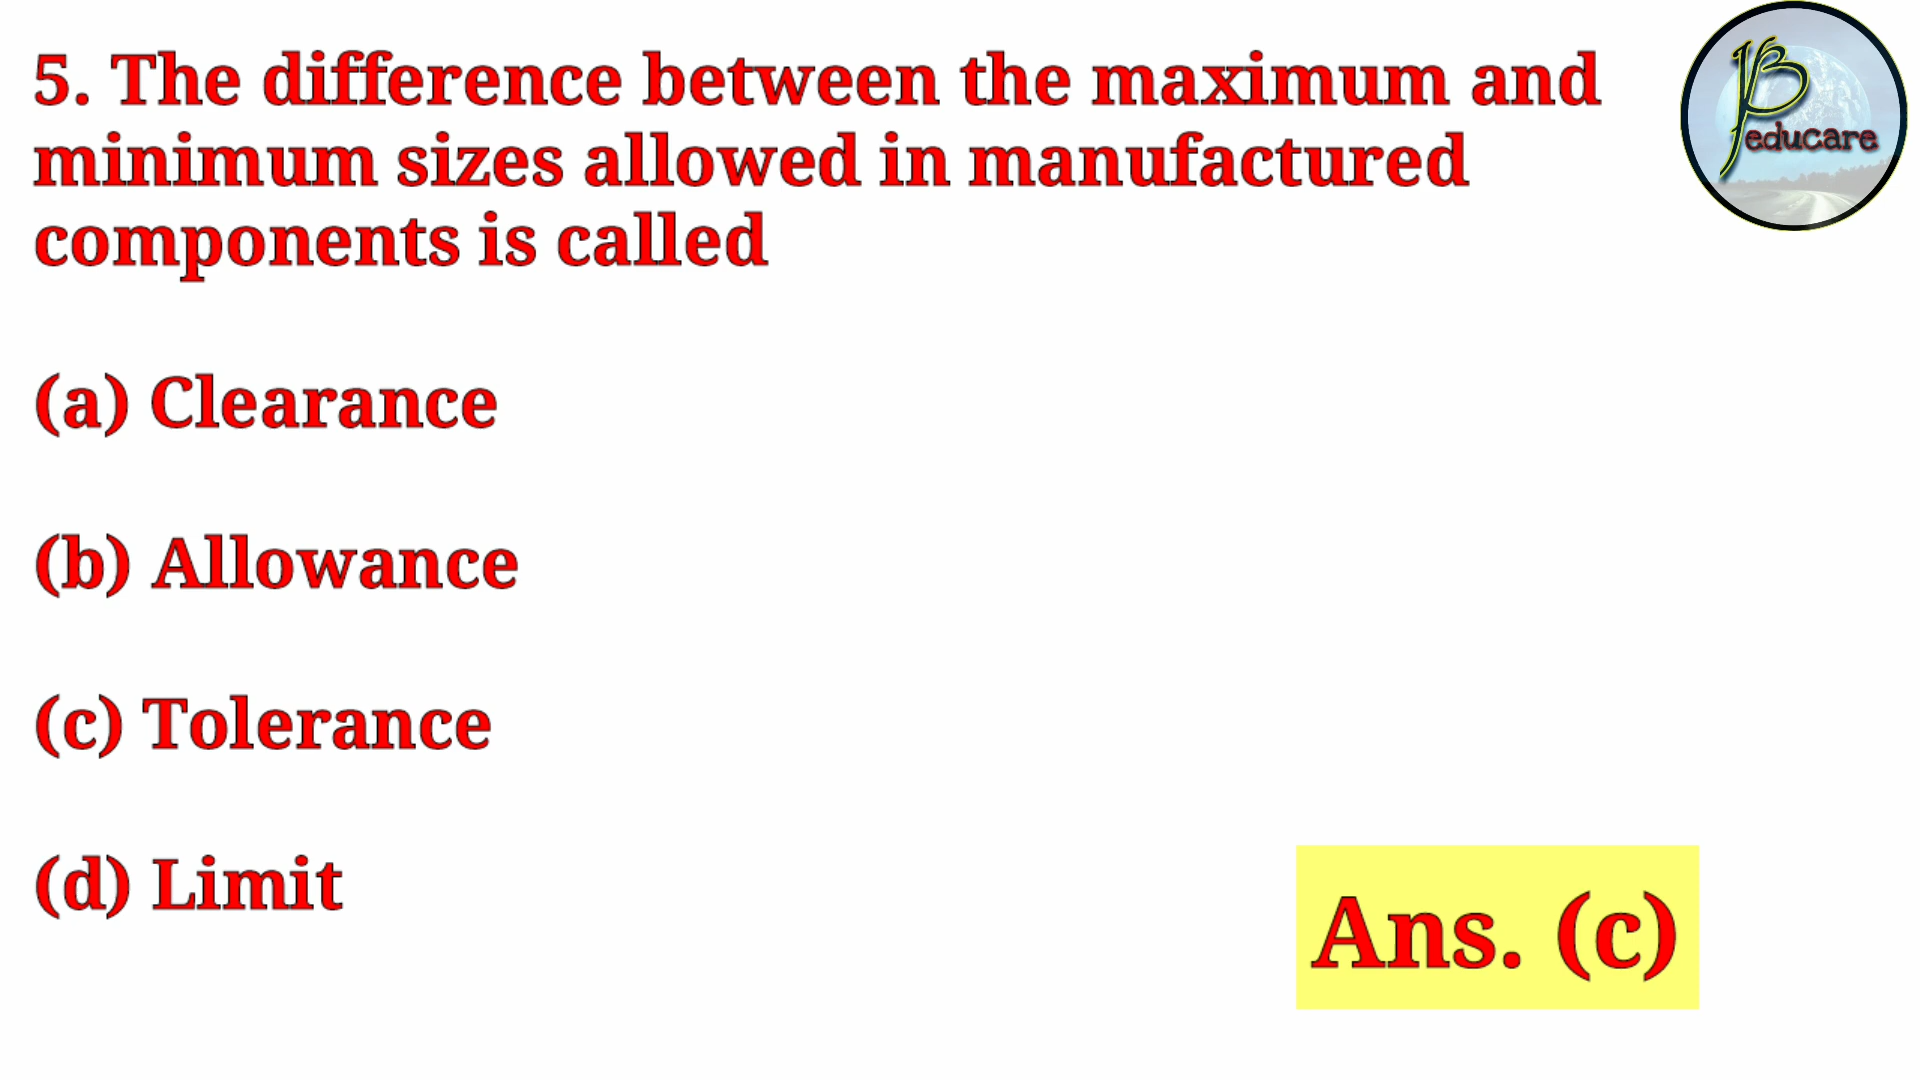 5. The difference between the maximum and
minimum sizes allowed in manufactured
components is called
(a) Clearance
(b) Allowance
(c) Tolerance
(d) Limit
Ans. (c)
educare